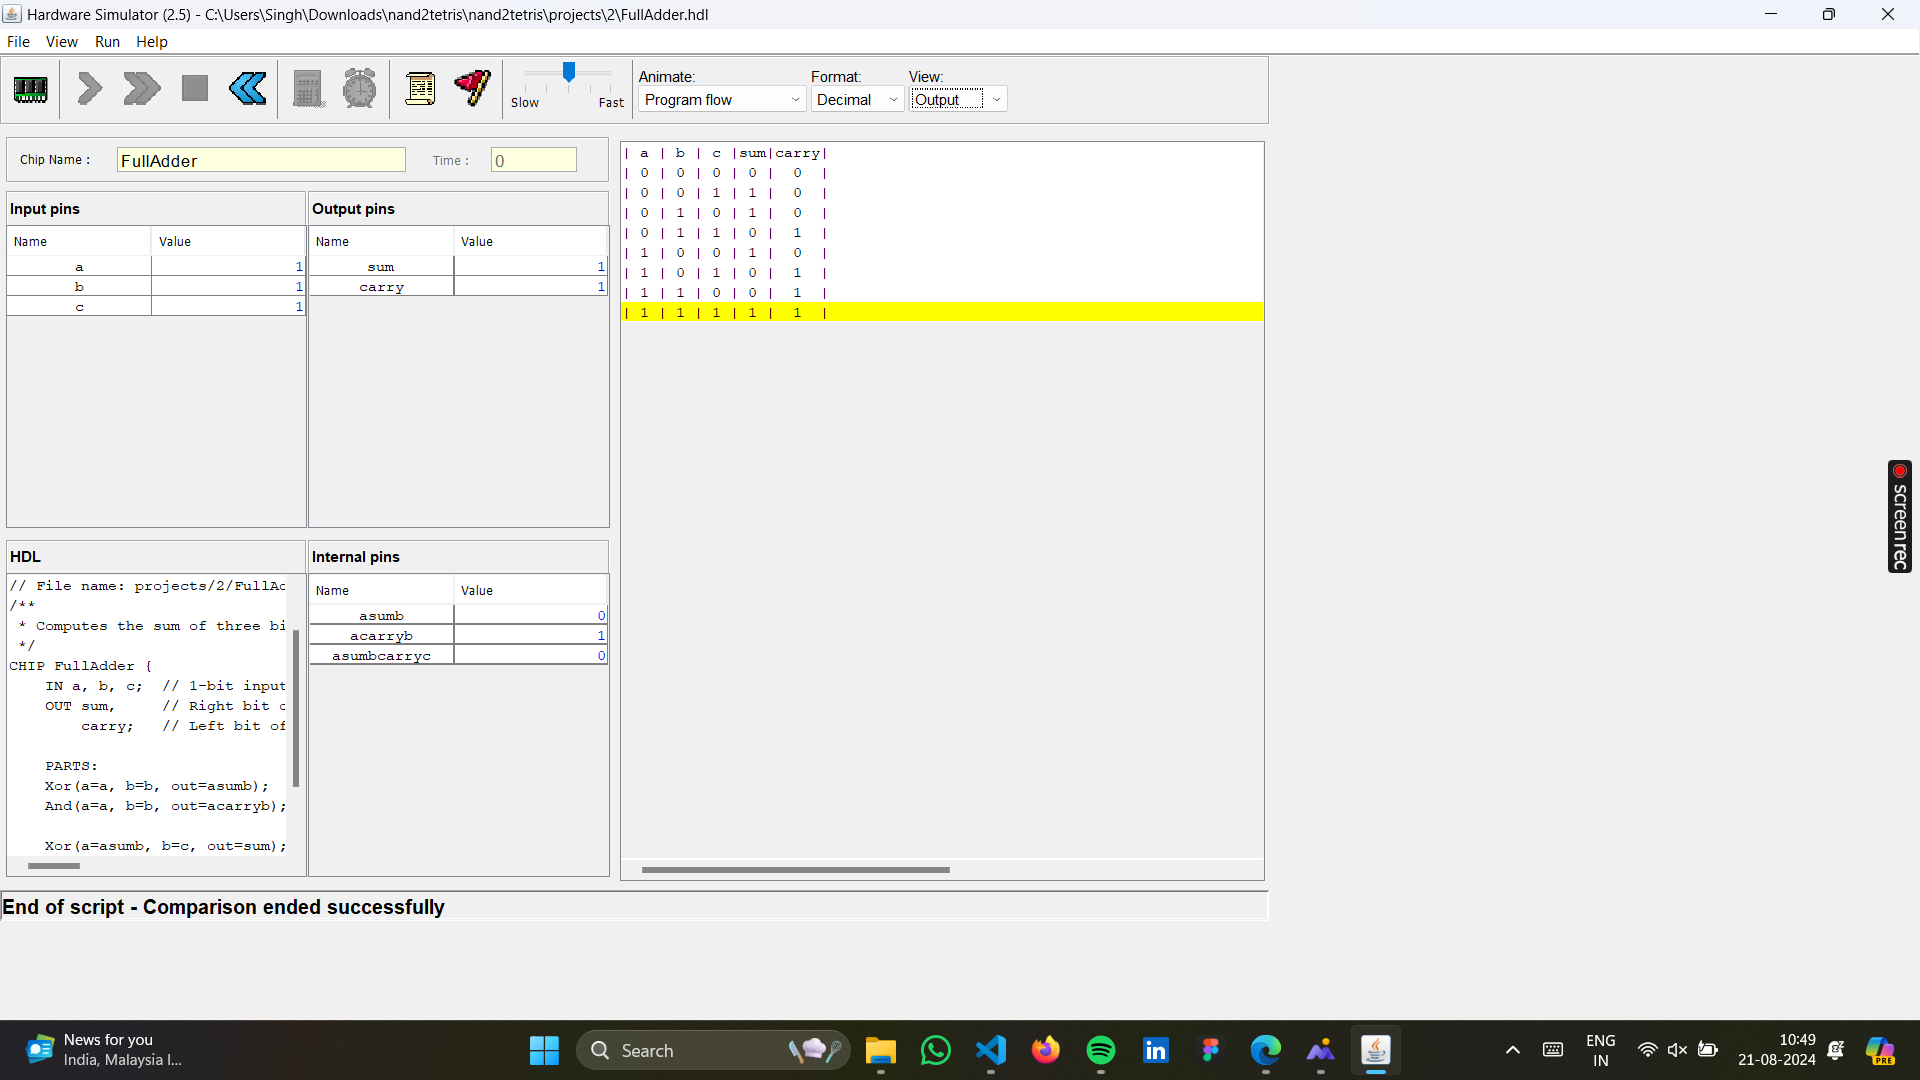 Hardware Simulator (2.5) - C:\Users\Singh\Downloads\nand2tetris\nand2tetris\projects\2\FullAdder.hdl
File View Run Help
Slow Fast
Animate: Format: View:
Program flow Decimal Output
Chip Name : FullAdder Time : 0
Input pins
Name Value
a 1
b 1
c 1
Output pins
Name Value
sum 1
carry 1
| a | b | c |sum|carry|
| 0 | 0 | 0 | 0 | 0 |
| 0 | 0 | 1 | 1 | 0 |
| 0 | 1 | 0 | 1 | 0 |
| 0 | 1 | 1 | 0 | 1 |
| 1 | 0 | 0 | 1 | 0 |
| 1 | 0 | 1 | 0 | 1 |
| 1 | 1 | 0 | 0 | 1 |
| 1 | 1 | 1 | 1 | 1 |
HDL
// File name: projects/2/FullAd
/**
* Computes the sum of three bi
*/
CHIP FullAdder {
IN a, b, c; // 1-bit input
OUT sum, // Right bit o
carry; // Left bit of
PARTS:
Xor(a=a, b=b, out=asumb);
And(a=a, b=b, out=acarryb);
Xor(a=asumb, b=c, out=sum);
Internal pins
Name Value
asumb 0
acarryb 1
asumbcarryc 0
End of script - Comparison ended successfully
screenrec
News for you
India, Malaysia l...
Search
in
ENG
IN
10:49
21-08-2024
PRE